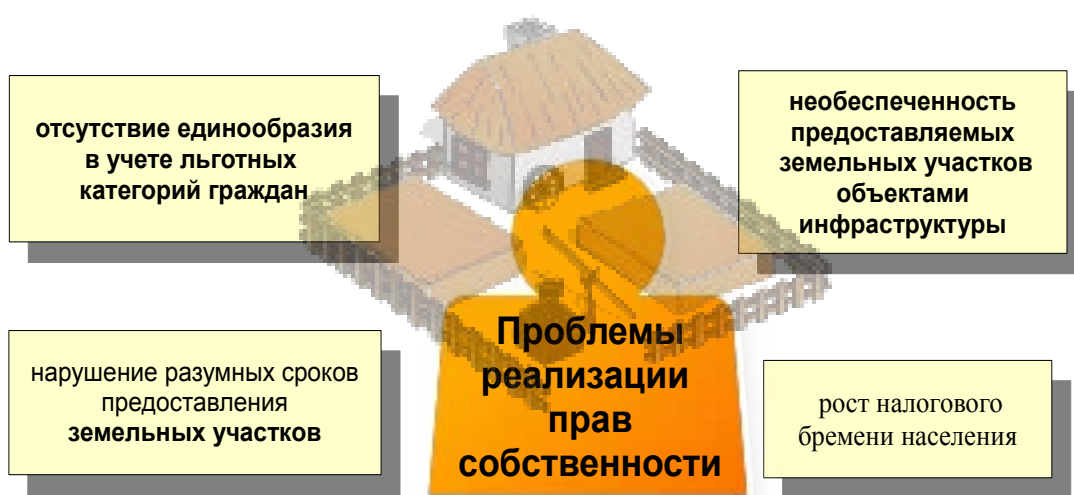 отсутствие единообразия
в учете льготных
категорий граждан
необеспеченность
предоставляемых
земельных участков
объектами
инфраструктуры
нарушение разумных сроков
предоставления
земельных участков
Проблемы
реализации
прав
собственности
рост налогового
бремени населения